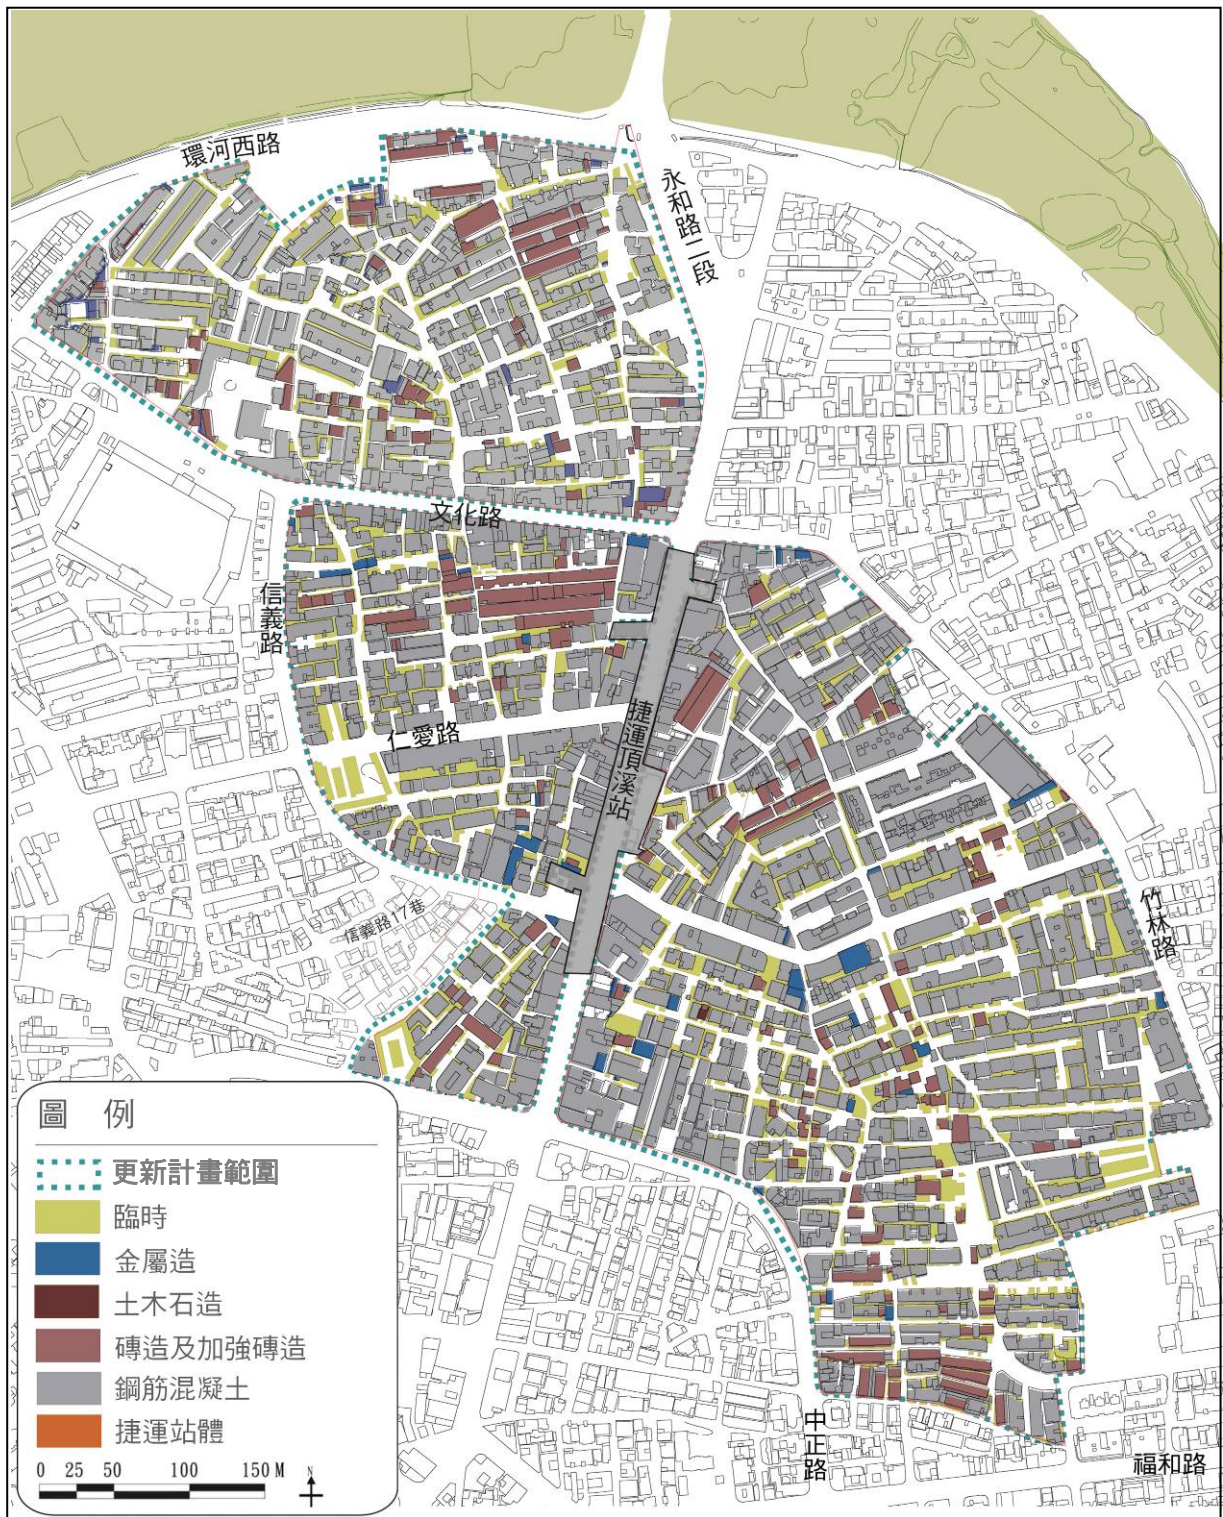 環河西路
永和路二段
文化路
信義路
仁愛路
捷運頂溪站
信義路17巷
竹林路
圖 例
更新計畫範圍
臨時
金屬造
土木石造
磚造及加強磚造
鋼筋混凝土
捷運站體
0 25 50 100 150 M
N
中正路
福和路